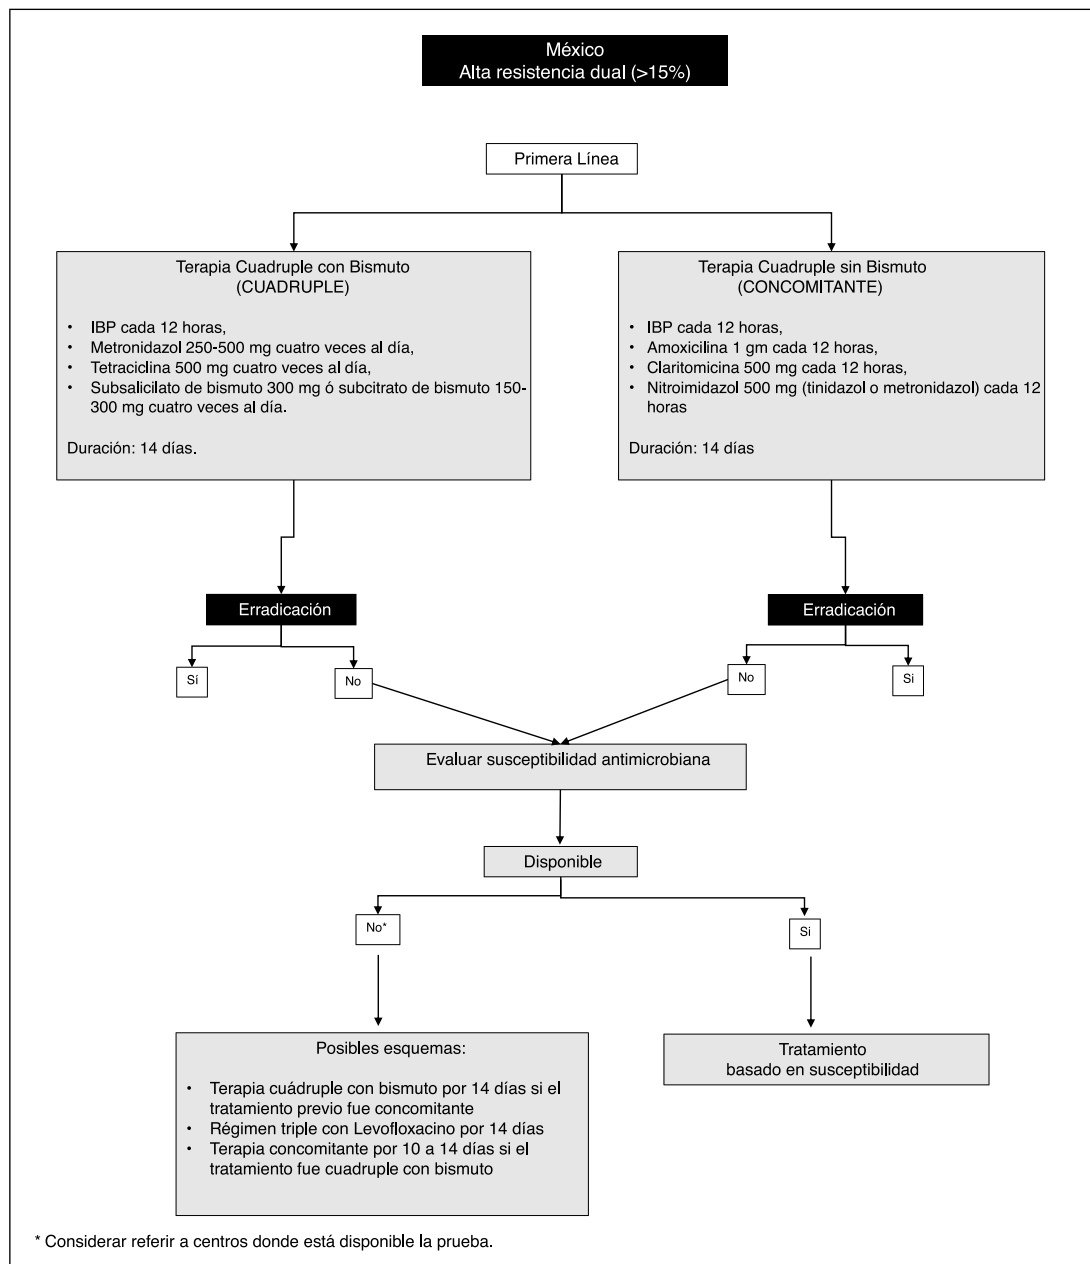 México
Alta resistencia dual (>15%)
Primera Línea
Terapia Cuadruple con Bismuto
(CUADRUPLE)
• IBP cada 12 horas,
• Metronidazol 250-500 mg cuatro veces al día,
• Tetraciclina 500 mg cuatro veces al día,
• Subsalicilato de bismuto 300 mg ó subcitrato de bismuto 150-
300 mg cuatro veces al día.
Duración: 14 días.
Terapia Cuadruple sin Bismuto
(CONCOMITANTE)
• IBP cada 12 horas,
• Amoxicilina 1 gm cada 12 horas,
• Claritomicina 500 mg cada 12 horas,
• Nitroimidazol 500 mg (tinidazol o metronidazol) cada 12
horas
Duración: 14 días
Erradicación
Erradicación
Sí
No
No
Si
Evaluar susceptibilidad antimicrobiana
Disponible
No*
Si
Posibles esquemas:
• Terapia cuádruple con bismuto por 14 días si el
tratamiento previo fue concomitante
• Régimen triple con Levofloxacino por 14 días
• Terapia concomitante por 10 a 14 días si el
tratamiento fue cuadruple con bismuto
Tratamiento
basado en susceptibilidad
* Considerar referir a centros donde está disponible la prueba.